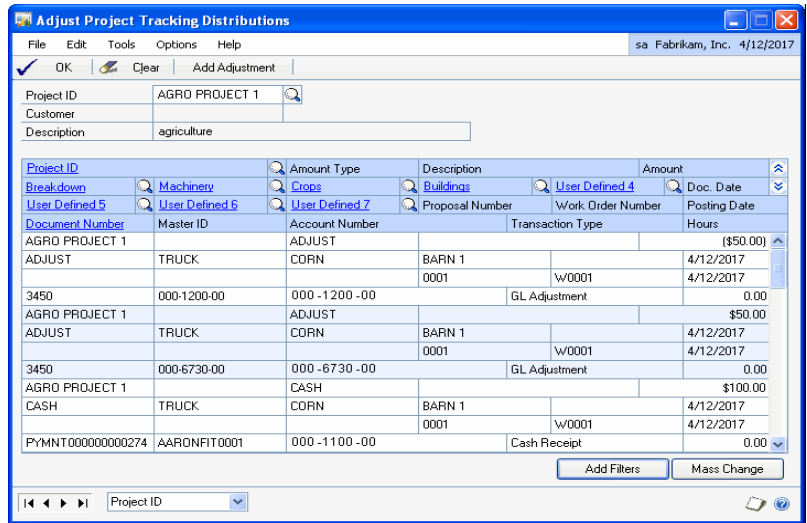 Adjust Project Tracking Distributions
File Edit Tools Options Help sa Fabrikam, Inc. 4/12/2017
OK Clear Add Adjustment
Project ID AGRO PROJECT 1
Customer
Description agriculture
Project ID Amount Type Description Amount
Breakdown Machinery Crops Buildings User Defined 4 Doc. Date
User Defined 5 User Defined 6 User Defined 7 Proposal Number Work Order Number Posting Date
Document Number Master ID Account Number Transaction Type Hours
AGRO PROJECT 1 ADJUST ($50.00)
ADJUST TRUCK CORN BARN 1 4/12/2017
0001 W0001 4/12/2017
3450 000-1200-00 000 -1200 -00 GL Adjustment 0.00
AGRO PROJECT 1 ADJUST $50.00
ADJUST TRUCK CORN BARN 1 4/12/2017
0001 W0001 4/12/2017
3450 000-6730-00 000 -6730 -00 GL Adjustment 0.00
AGRO PROJECT 1 CASH $100.00
CASH TRUCK CORN BARN 1 4/12/2017
0001 W0001 4/12/2017
PYMNT000000000274 AARONFIT0001 000 -1100 -00 Cash Receipt 0.00
Add Filters Mass Change
Project ID